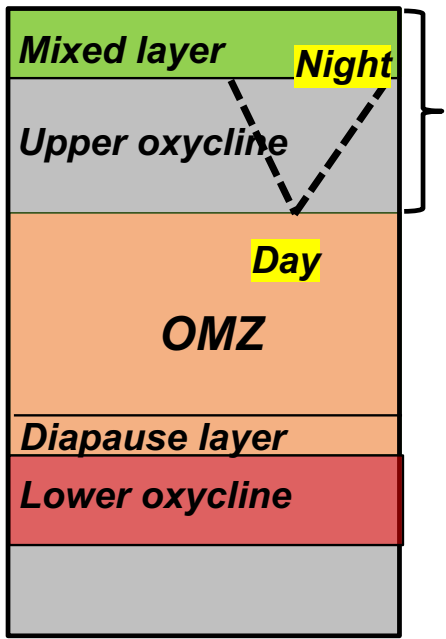 Mixed layer
Night
Upper oxycline
Day
OMZ
Diapause layer
Lower oxycline